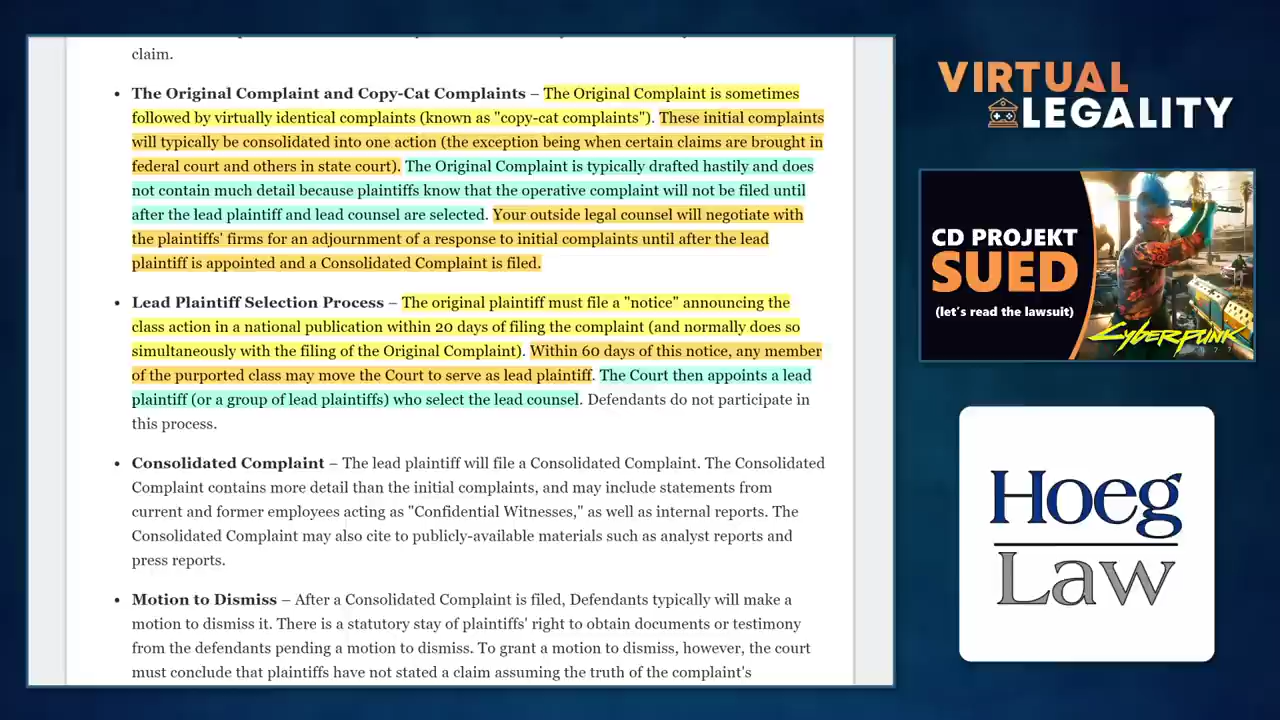 claim.
• The Original Complaint and Copy-Cat Complaints – The Original Complaint is sometimes
followed by virtually identical complaints (known as "copy-cat complaints"). These initial complaints
will typically be consolidated into one action (the exception being when certain claims are brought in
federal court and others in state court). The Original Complaint is typically drafted hastily and does
not contain much detail because plaintiffs know that the operative complaint will not be filed until
after the lead plaintiff and lead counsel are selected. Your outside legal counsel will negotiate with
the plaintiffs' firms for an adjournment of a response to initial complaints until after the lead
plaintiff is appointed and a Consolidated Complaint is filed.
• Lead Plaintiff Selection Process – The original plaintiff must file a "notice" announcing the
class action in a national publication within 20 days of filing the complaint (and normally does so
simultaneously with the filing of the Original Complaint). Within 60 days of this notice, any member
of the purported class may move the Court to serve as lead plaintiff. The Court then appoints a lead
plaintiff (or a group of lead plaintiffs) who select the lead counsel. Defendants do not participate in
this process.
• Consolidated Complaint – The lead plaintiff will file a Consolidated Complaint. The Consolidated
Complaint contains more detail than the initial complaints, and may include statements from
current and former employees acting as "Confidential Witnesses," as well as internal reports. The
Consolidated Complaint may also cite to publicly-available materials such as analyst reports and
press reports.
• Motion to Dismiss – After a Consolidated Complaint is filed, Defendants typically will make a
motion to dismiss it. There is a statutory stay of plaintiffs' right to obtain documents or testimony
from the defendants pending a motion to dismiss. To grant a motion to dismiss, however, the court
must conclude that plaintiffs have not stated a claim assuming the truth of the complaint's
VIRTUAL
LEGALITY
CD PROJEKT
SUED
(let's read the lawsuit)
CYBERPUNK
Hoeg
Law